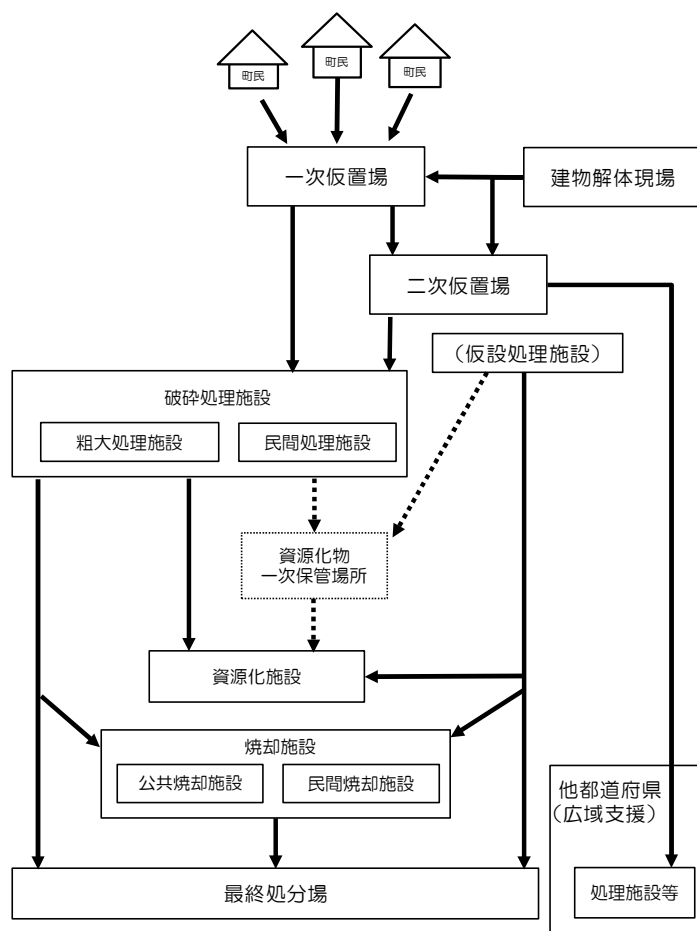 町民
町民
町民
一次仮置場
建物解体現場
二次仮置場
（仮設処理施設）
破砕処理施設
粗大処理施設
民間処理施設
資源化物
一次保管場所
資源化施設
焼却施設
公共焼却施設
民間焼却施設
他都道府県
（広域支援）
最終処分場
処理施設等